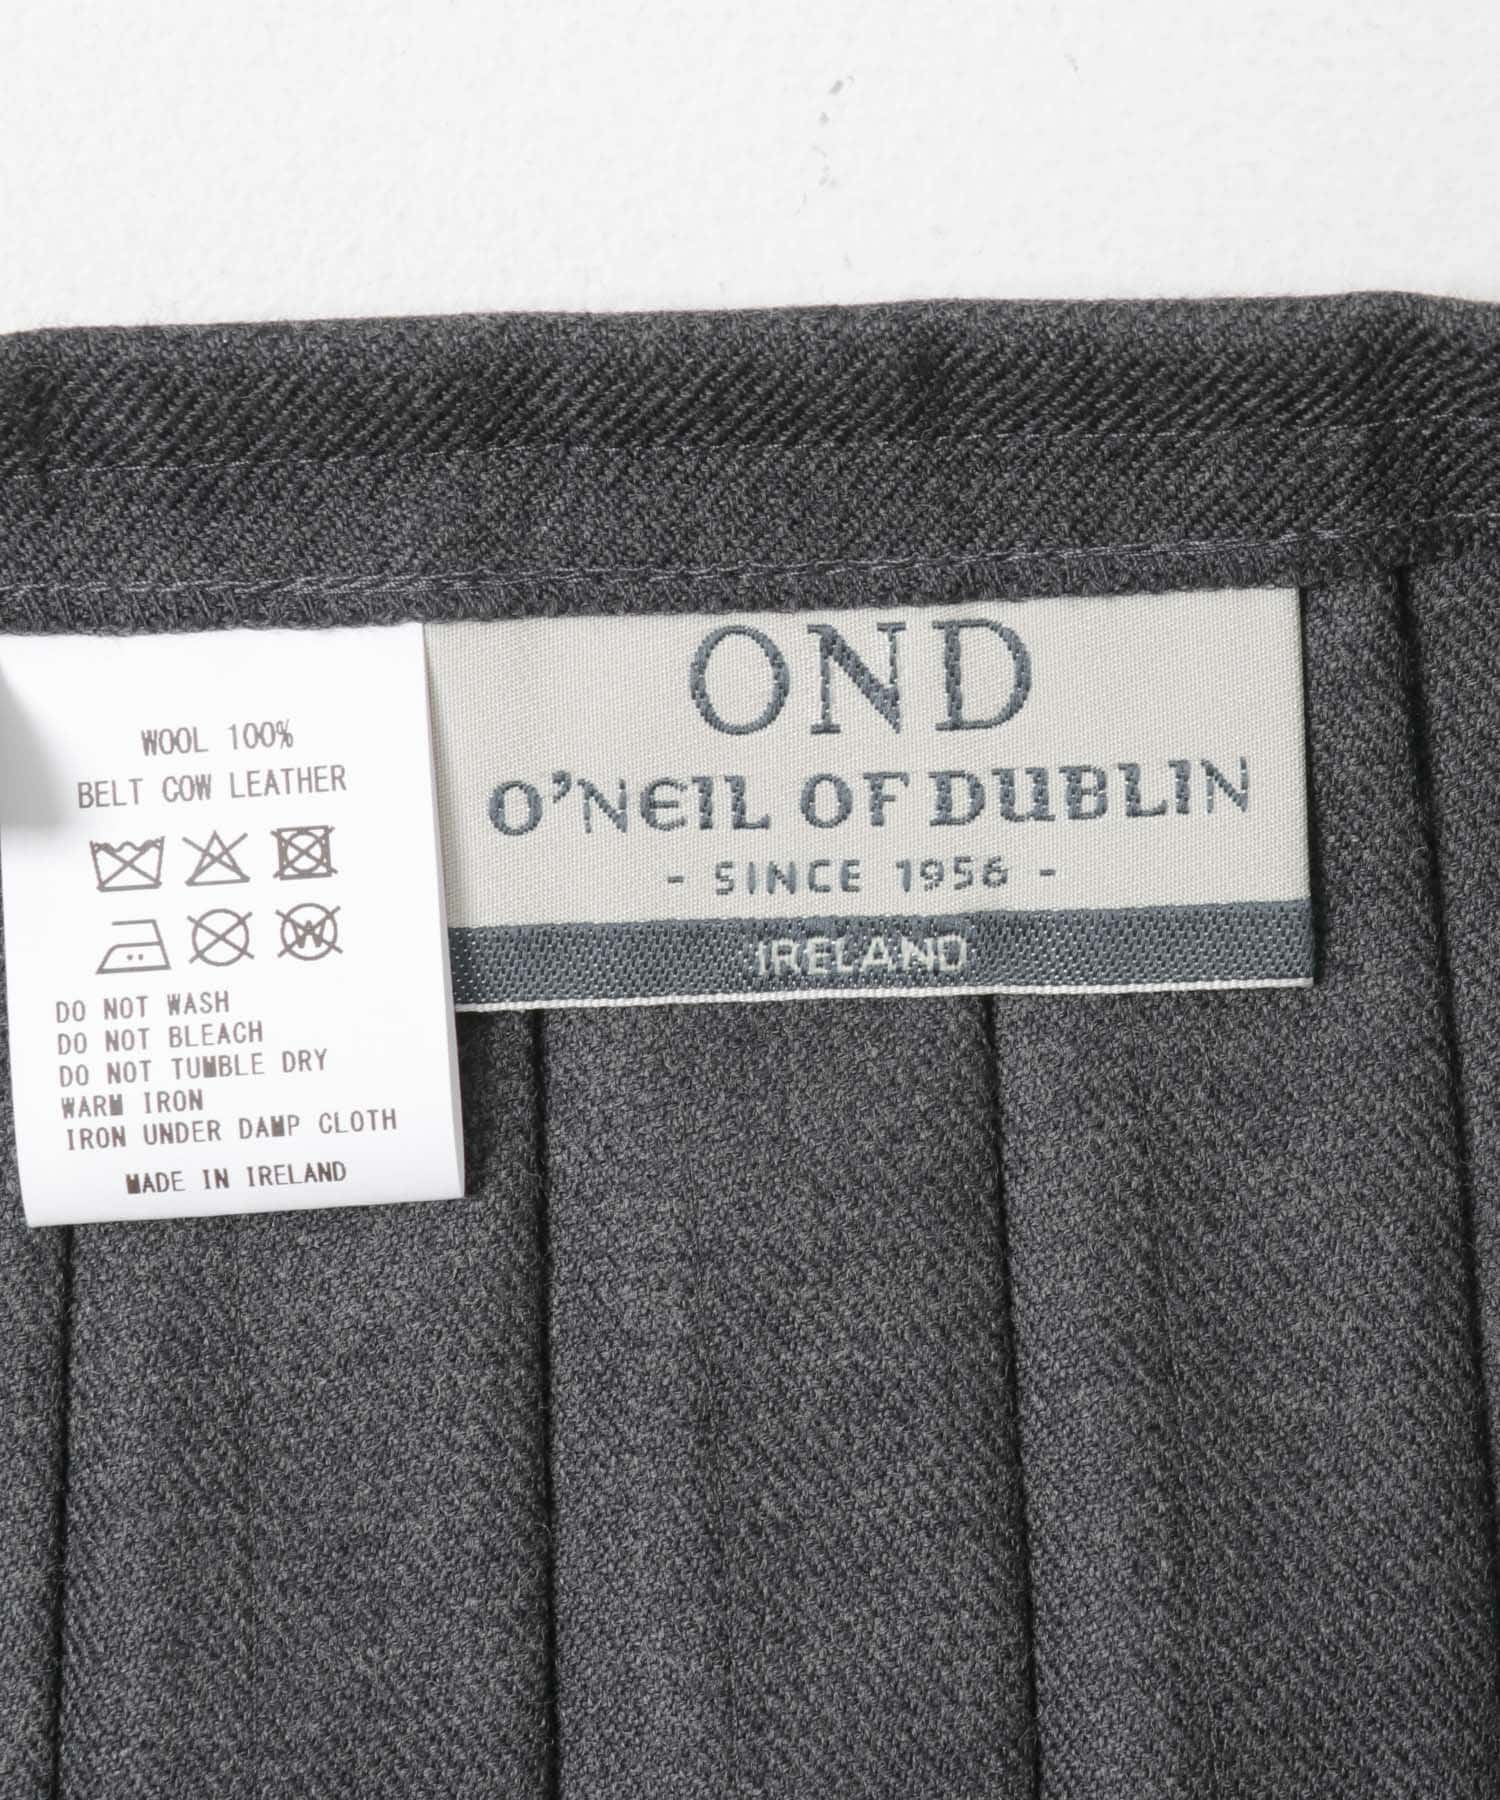 WOOL 100%
BELT COW LEATHER
W
DO NOT WASH
DO NOT BLEACH
DO NOT TUMBLE DRY
WARM IRON
IRON UNDER DAMP CLOTH
MADE IN IRELAND
OND
O'NEIL OF DUBLIN
- SINCE 1956 -
IRELAND